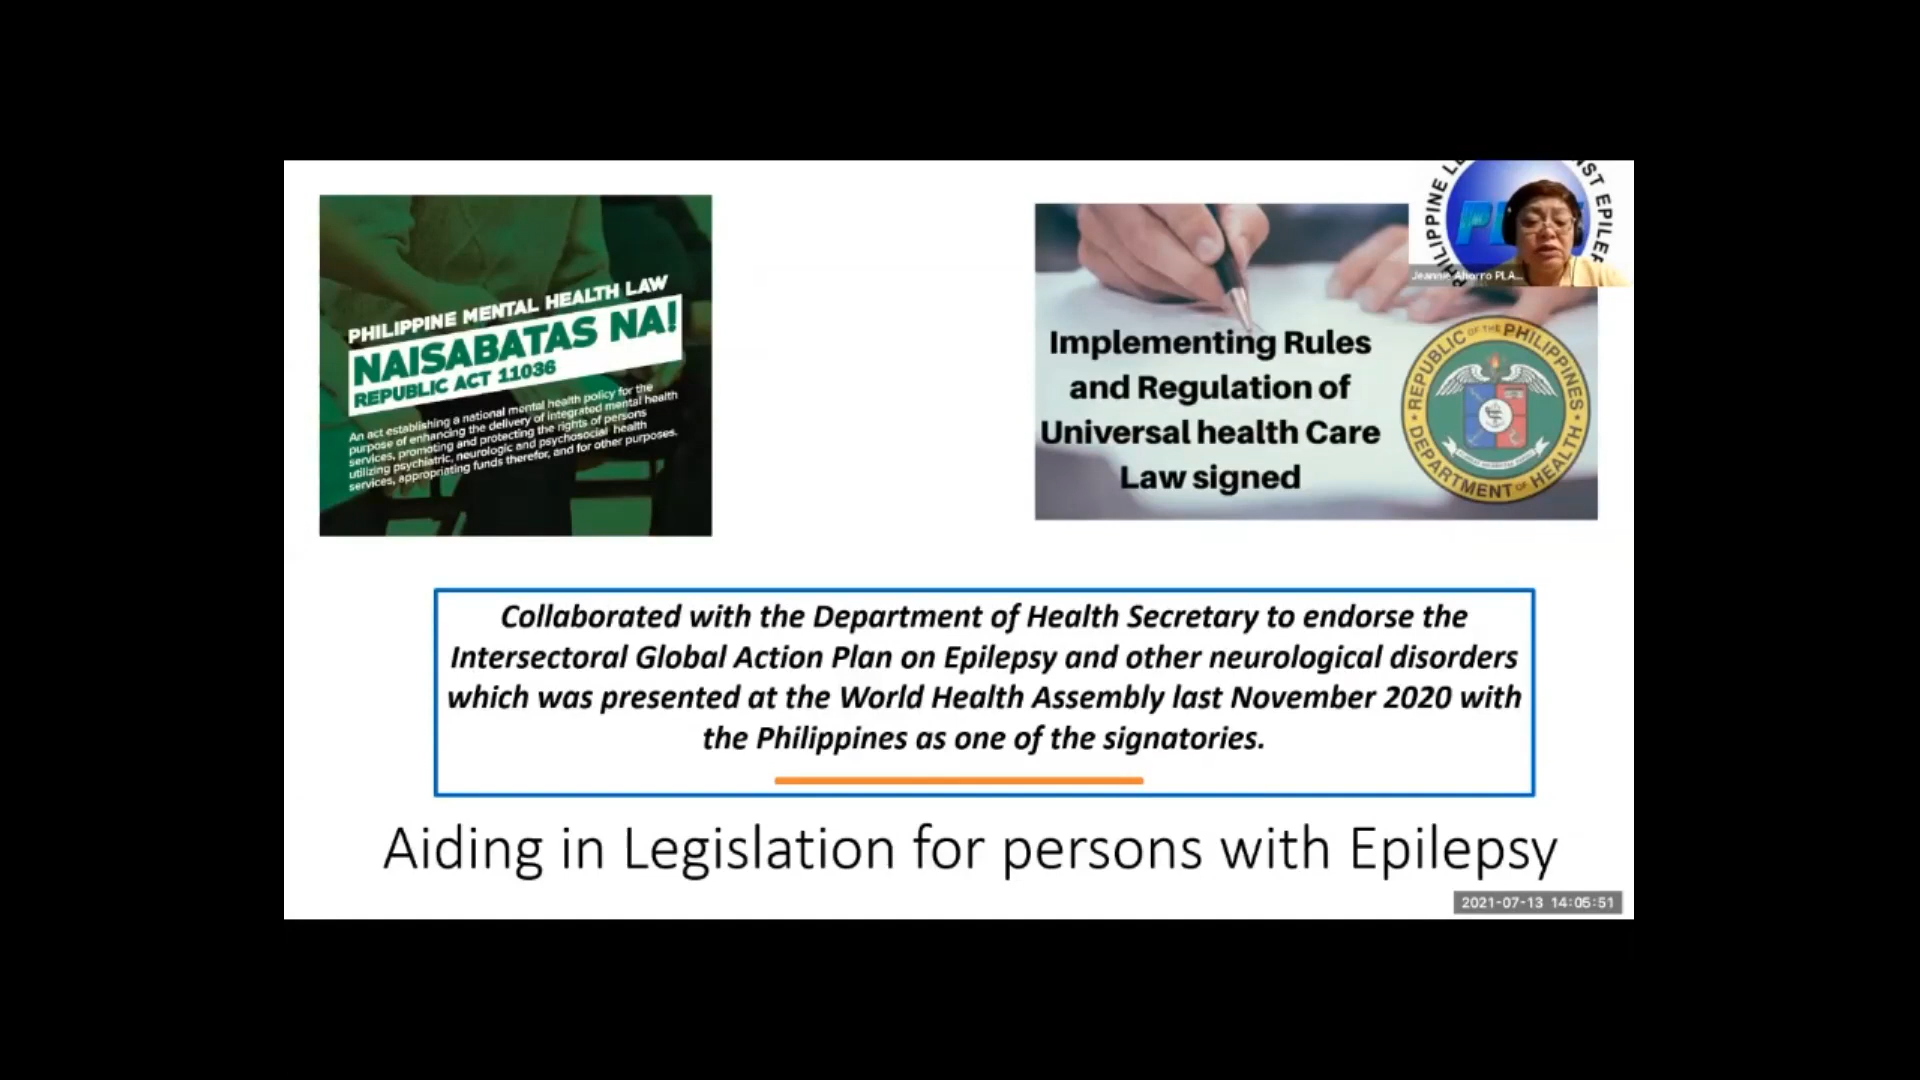 PHILIPPINE MENTAL HEALTH LAW
NAISABATAS NA!
REPUBLIC ACT 11036
An act establishing a national mental health policy for the
purpose of enhancing the delivery of integrated mental health
services, promoting and protecting the rights of persons
utilizing psychiatric, neurologic and psychosocial health
services, appropriating funds therefor, and for other purposes.
Implementing Rules
and Regulation of
Universal health Care
Law signed
REPUBLIC OF THE PHILIPPINES
DEPARTMENT OF HEALTH
PHILIPPINE
Jeannie Ahorro PLA...
Collaborated with the Department of Health Secretary to endorse the
Intersectoral Global Action Plan on Epilepsy and other neurological disorders
which was presented at the World Health Assembly last November 2020 with
the Philippines as one of the signatories.
Aiding in Legislation for persons with Epilepsy
2021-07-13 14:05:51